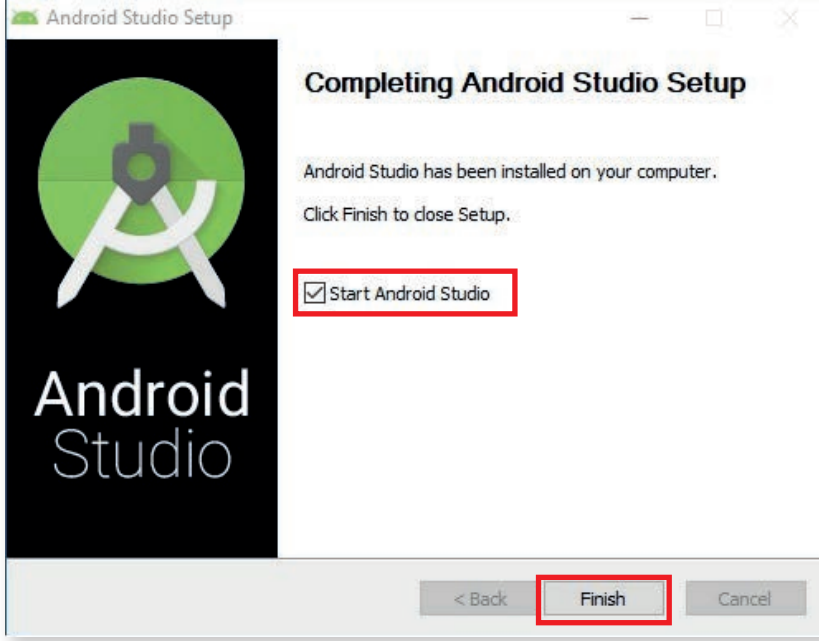 Android Studio Setup
Completing Android Studio Setup
Android Studio has been installed on your computer.
Click Finish to close Setup.
Start Android Studio
Android
Studio
< Back
Finish
Cancel